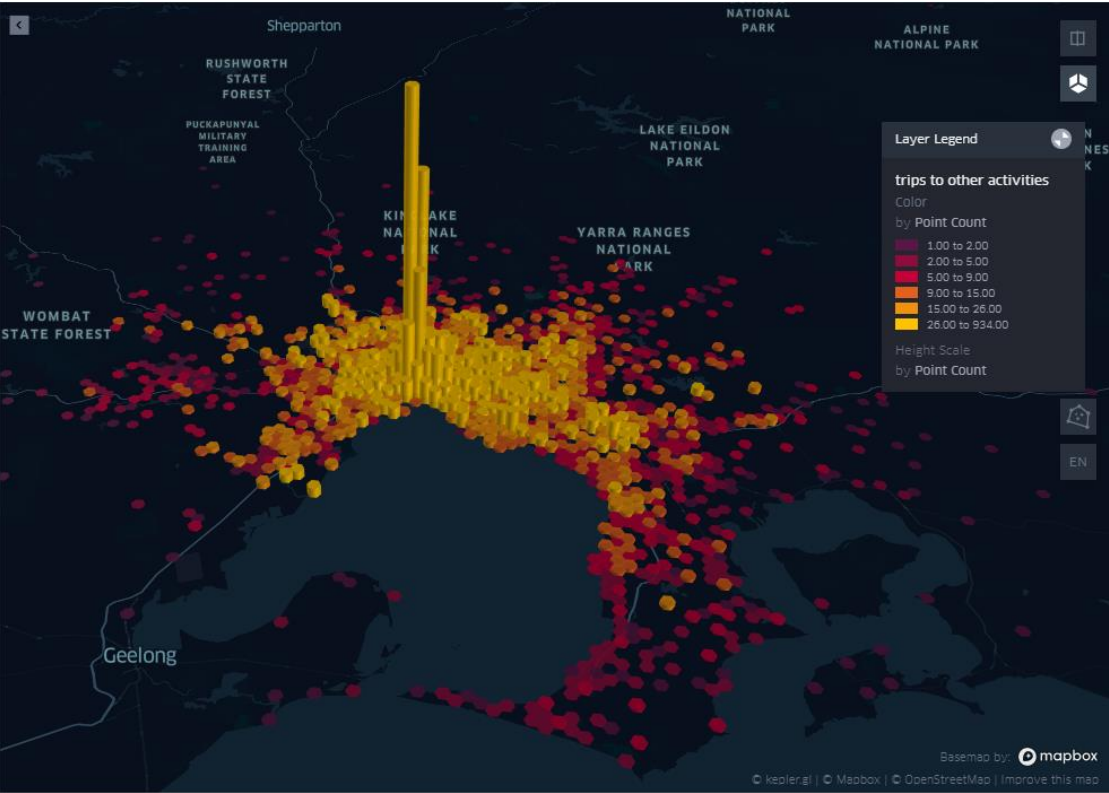 Shepparton
NATIONAL
PARK
ALPINE
NATIONAL PARK
RUSHWORTH
STATE
FOREST
PUCKAPUNYAL
MILITARY
TRAINING
AREA
LAKE EILDON
NATIONAL
PARK
Layer Legend
trips to other activities
Color
by Point Count
1.00 to 2.00
2.00 to 5.00
5.00 to 9.00
9.00 to 15.00
15.00 to 26.00
26.00 to 934.00
Height Scale
by Point Count
YARRA RANGES
NATIONAL
WOMBAT
STATE FOREST
EN
Geelong
Basemap by: mapbox
© kepler.gl | © Mapbox | © OpenStreetMap | Improve this map